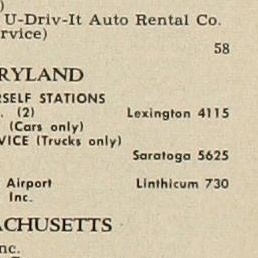 )
U-Driv-It Auto Rental Co.
rvice)
58
RYLAND
RSELF STATIONS
. (2) Lexington 4115
(Cars only)
VICE (Trucks only)
Saratoga 5625
Airport Linthicum 730
Inc.
ACHUSETTS
nc.